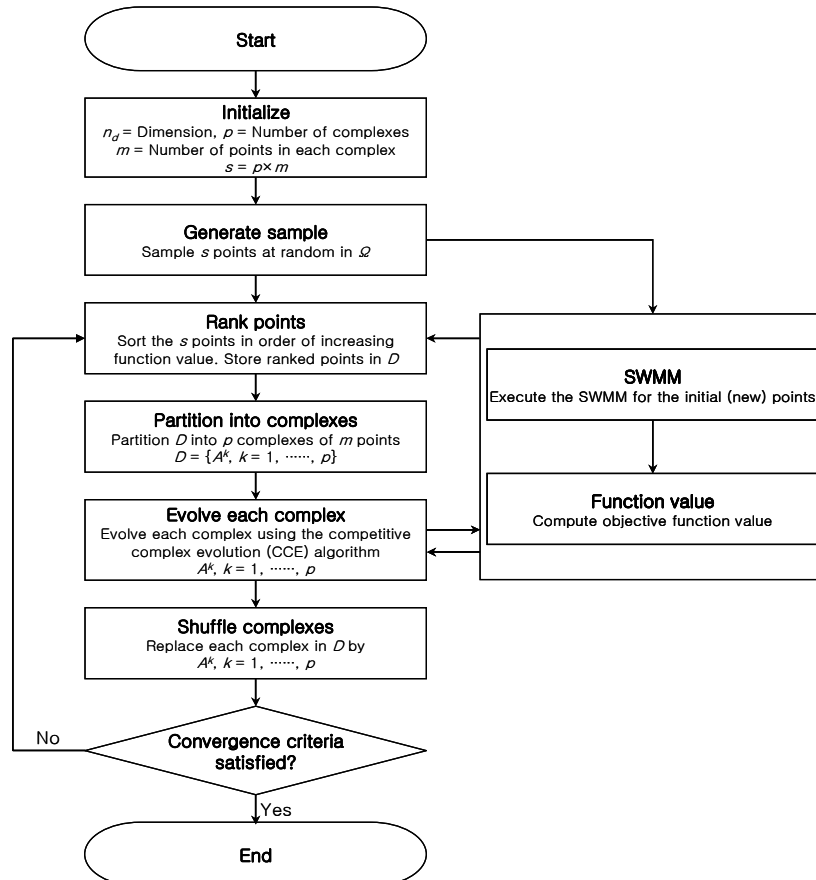 Start
Initialize
n_d = Dimension, p = Number of complexes
m = Number of points in each complex
s = p× m
Generate sample
Sample s points at random in Ω
Rank points
Sort the s points in order of increasing
function value. Store ranked points in D
Partition into complexes
Partition D into p complexes of m points
D = {A^k, k = 1, ⋯⋯, p}
Evolve each complex
Evolve each complex using the competitive
complex evolution (CCE) algorithm
A^k, k = 1, ⋯⋯, p
Shuffle complexes
Replace each complex in D by
A^k, k = 1, ⋯⋯, p
Convergence criteria
satisfied?
No
Yes
End
SWMM
Execute the SWMM for the initial (new) points
Function value
Compute objective function value